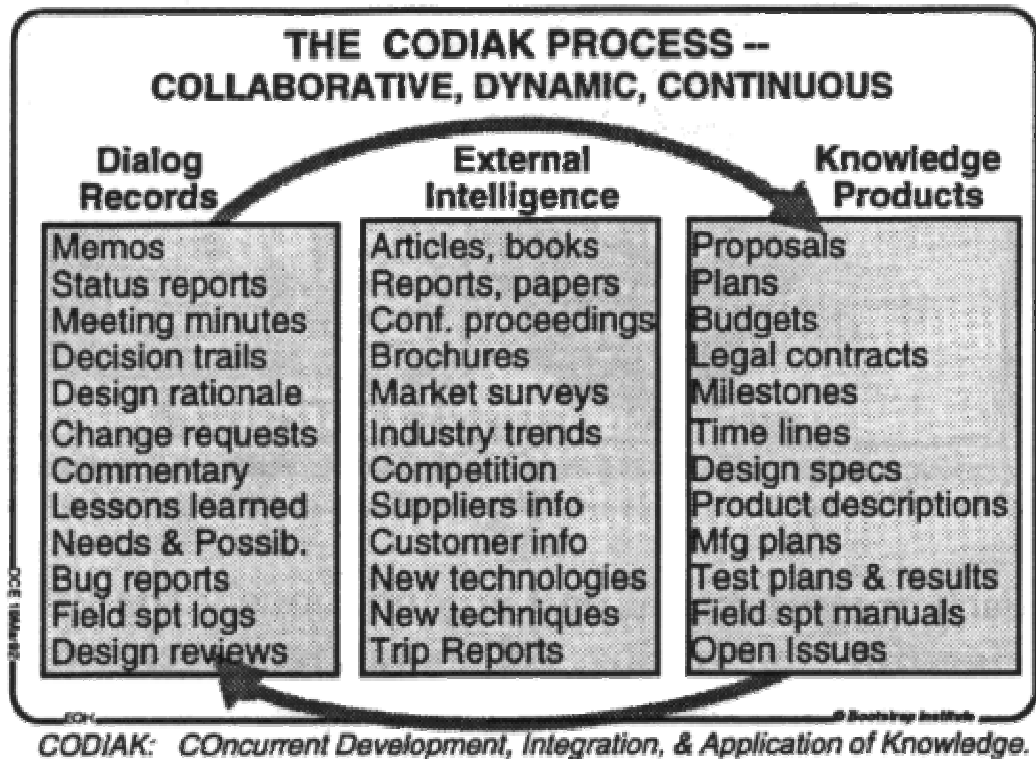 THE CODIAK PROCESS --
COLLABORATIVE, DYNAMIC, CONTINUOUS
Dialog
Records
Memos
Status reports
Meeting minutes
Decision trails
Design rationale
Change requests
Commentary
Lessons learned
Needs & Possib.
Bug reports
Field spt logs
Design reviews
External
Intelligence
Articles, books
Reports, papers
Conf. proceedings
Brochures
Market surveys
Industry trends
Competition
Suppliers info
Customer info
New technologies
New techniques
Trip Reports
Knowledge
Products
Proposals
Plans
Budgets
Legal contracts
Milestones
Time lines
Design specs
Product descriptions
Mfg plans
Test plans & results
Field spt manuals
Open Issues
DCE
© Bootstrap Institute
CODIAK: COncurrent Development, Integration, & Application of Knowledge.